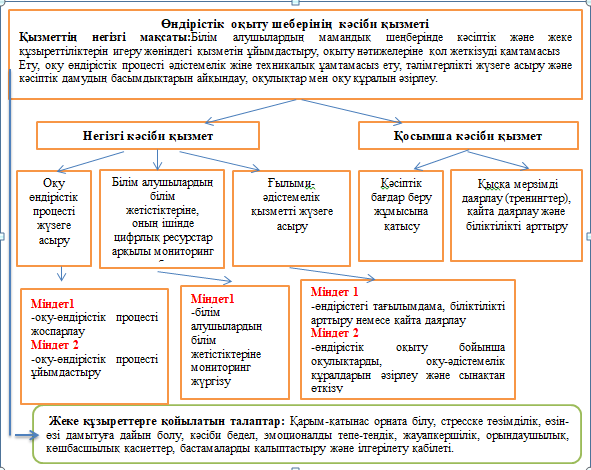 Өндірістік оқыту шеберінің кәсіби қызметі
Қызметтің негізгі мақсаты:Білім алушылардың мамандық шеңберінде кәсіптік және жеке
құзыреттіліктерін игеру жөніндегі қызметін ұйымдастыру, оқыту нәтижелеріне қол жеткізуді қамтамасыз
Ету, оқу өндірістік процесті әдістемелік жіне техникалық ұамтамасыз ету, тәлімгерлікті жүзеге асыру және
кәсіптік дамудың басымдықтарын айқындау, оқулықтар мен оқу құралын әзірлеу.
Негізгі кәсіби қызмет
Қосымша кәсіби қызмет
Оқу
өндірістік
процесті
жүзеге
асыру
Білім алушылардың
білім
жетістіктеріне,
оның ішінде
цифрлық ресурстар
арқылы мониторинг
Ғылыми-
әдістемелік
қызметті жүзеге
асыру
Кәсіптік
бағдар беру
жұмысына
қатысу
Қысқа мерзімді
даярлау (тренингтер),
қайта даярлау және
біліктілікті арттыру
Міндет1
-оқу-өндірістік процесті
жоспарлау
Міндет 2
-оқу-өндірістік процесті
ұйымдастыру
Міндет1
-білім
алушылардың
білім
жетістіктеріне
мониторинг
жүргізу
Міндет 1
-өндірістегі тағылымдама, біліктілікті
арттыру немесе қайта даярлау
Міндет 2
-өндірістік оқыту бойынша
оқулықтарды, оқу-әдістемелік
құралдарын әзірлеу және сынақтан
өткізу
Жеке құзыреттерге қойылатын талаптар: Қарым-қатынас орната білу, стресске төзімділік, өзін-
өзі дамытуға дайын болу, кәсіби бедел, эмоционалды тепе-тендік, жауапкершілік, орындаушылық,
көшбасшылық қасиеттер, бастамаларды қалыптастыру және ілгерілету қабілеті.